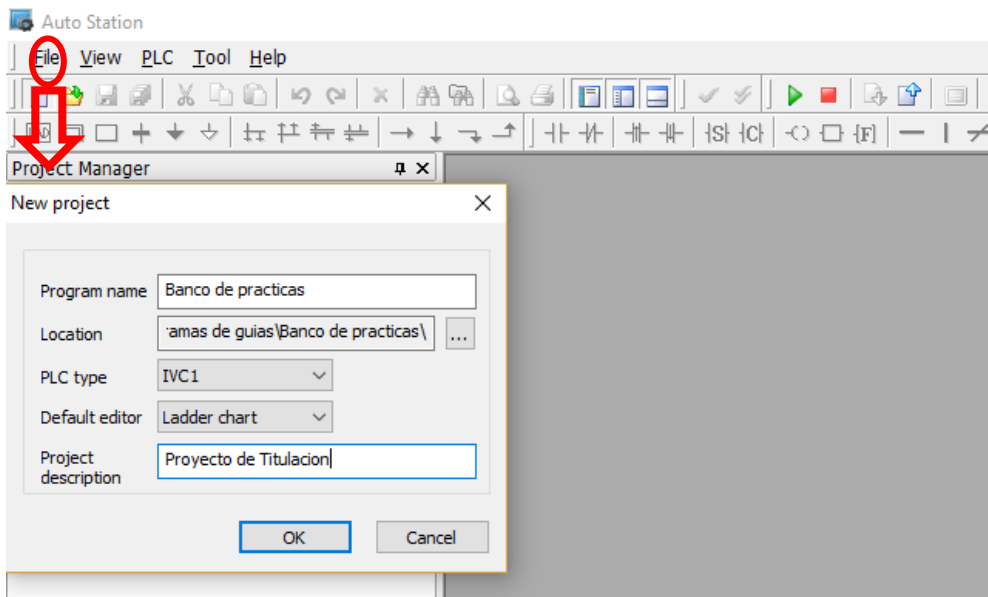 Auto Station
File View PLC Tool Help
Project Manager
New project
Program name Banco de practicas
Location amas de guias\Banco de practicas\ ...
PLC type IVC1
Default editor Ladder chart
Project description Proyecto de Titulacion
OK Cancel